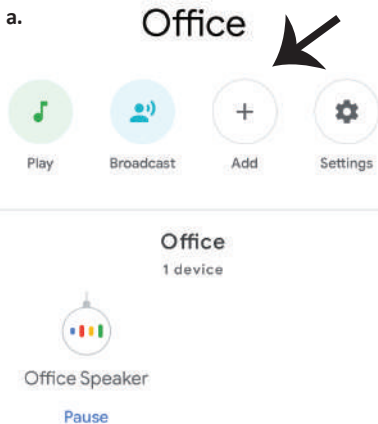 a.
Office
Play Broadcast Add Settings
Office
1 device
Office Speaker
Pause